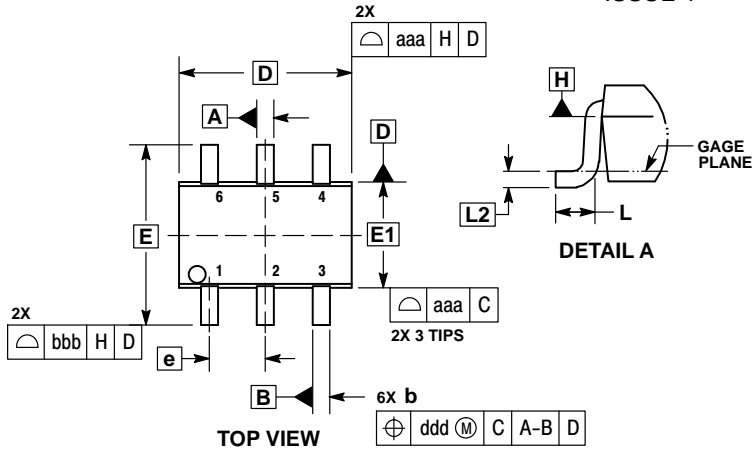 2X
⌓ aaa H D
D
A
D
H
GAGE
PLANE
6 5 4
L2
L
E
E1
DETAIL A
1 2 3
2X
⌓ bbb H D
⌓ aaa C
2X 3 TIPS
e
B
6X b
⌖ ddd Ⓜ C A-B D
TOP VIEW